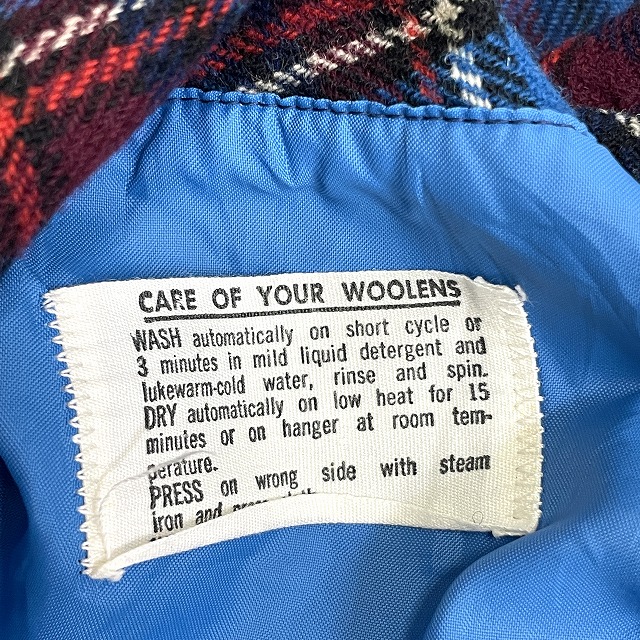 CARE OF YOUR WOOLENS
WASH automatically on short cycle or
3 minutes in mild liquid detergent and
lukewarm-cold water, rinse and spin.
DRY automatically on low heat for 15
minutes or on hanger at room tem-
perature.
PRESS on wrong side with steam
iron and